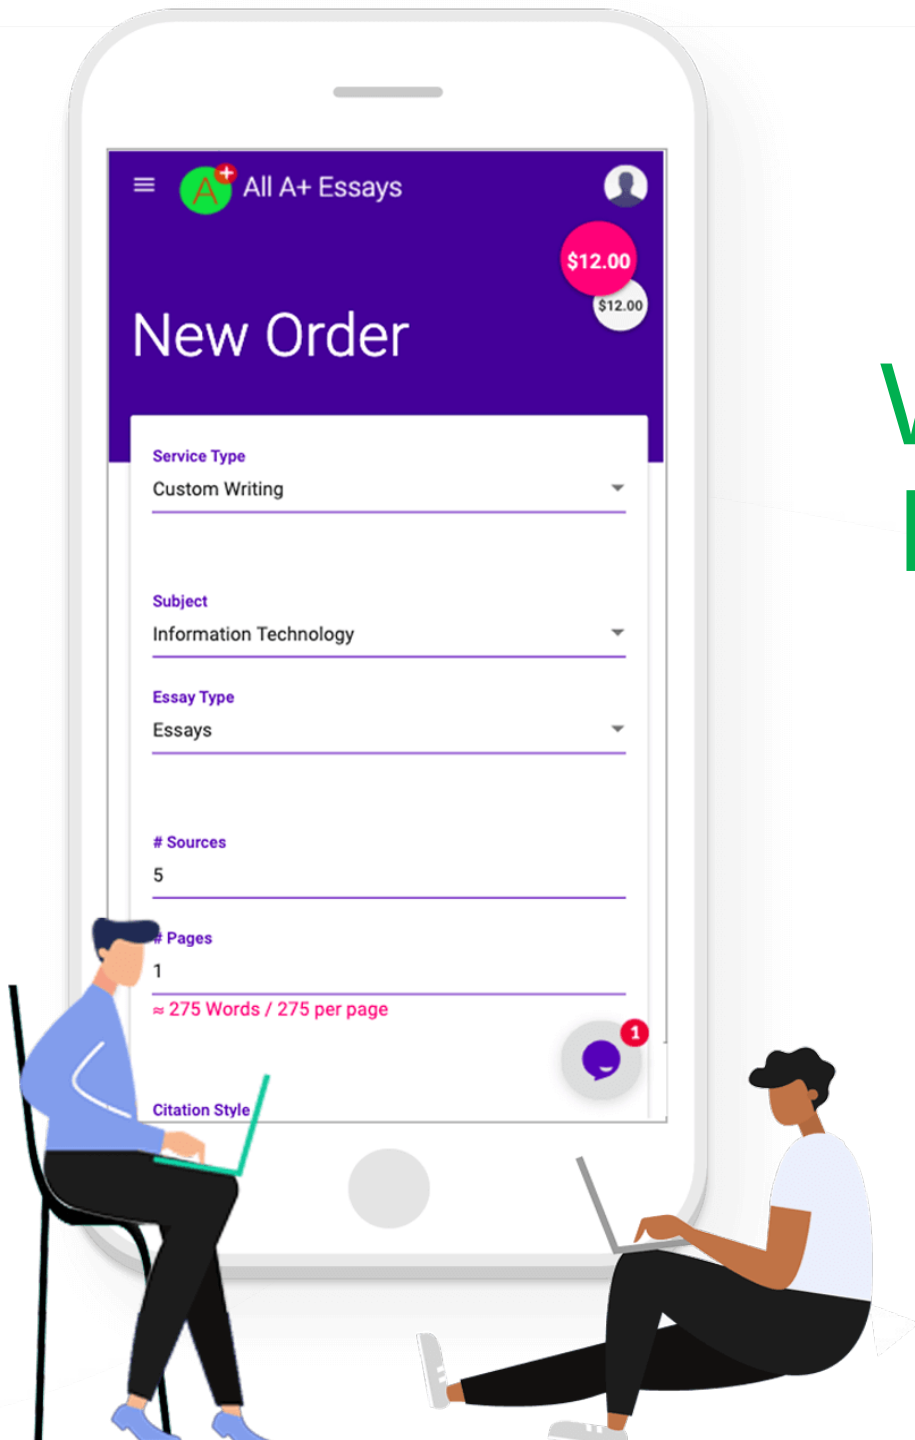 A+ All A+ Essays
$12.00
$12.00
New Order
Service Type
Custom Writing
Subject
Information Technology
Essay Type
Essays
# Sources
5
# Pages
1
≈ 275 Words / 275 per page
1
Citation Style